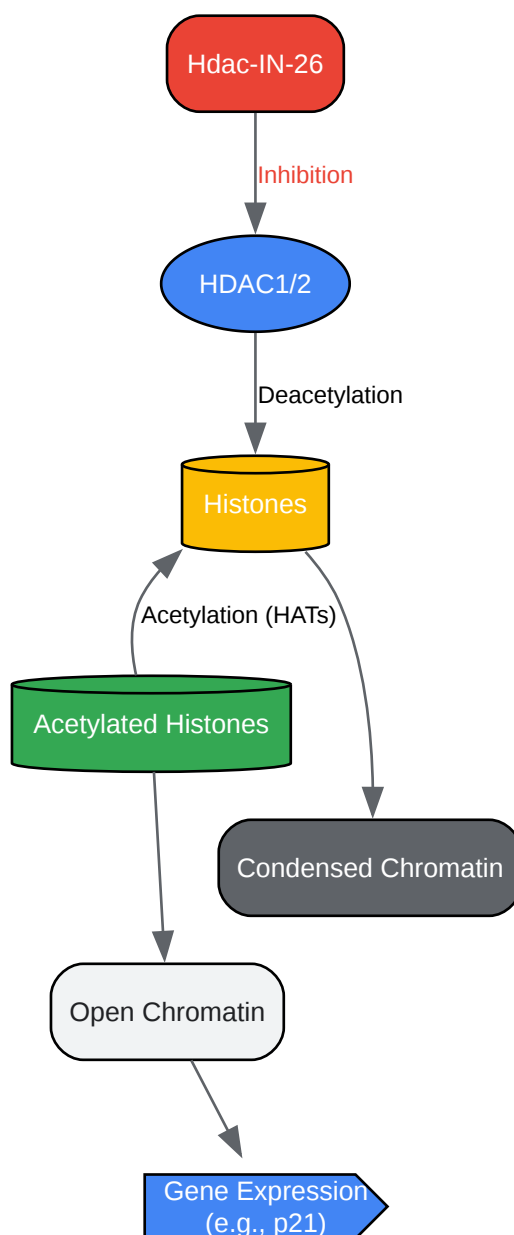 Hdac-IN-26
Inhibition
HDAC1/2
Deacetylation
Histones
Acetylation (HATs)
Acetylated Histones
Condensed Chromatin
Open Chromatin
Gene Expression
(e.g., p21)